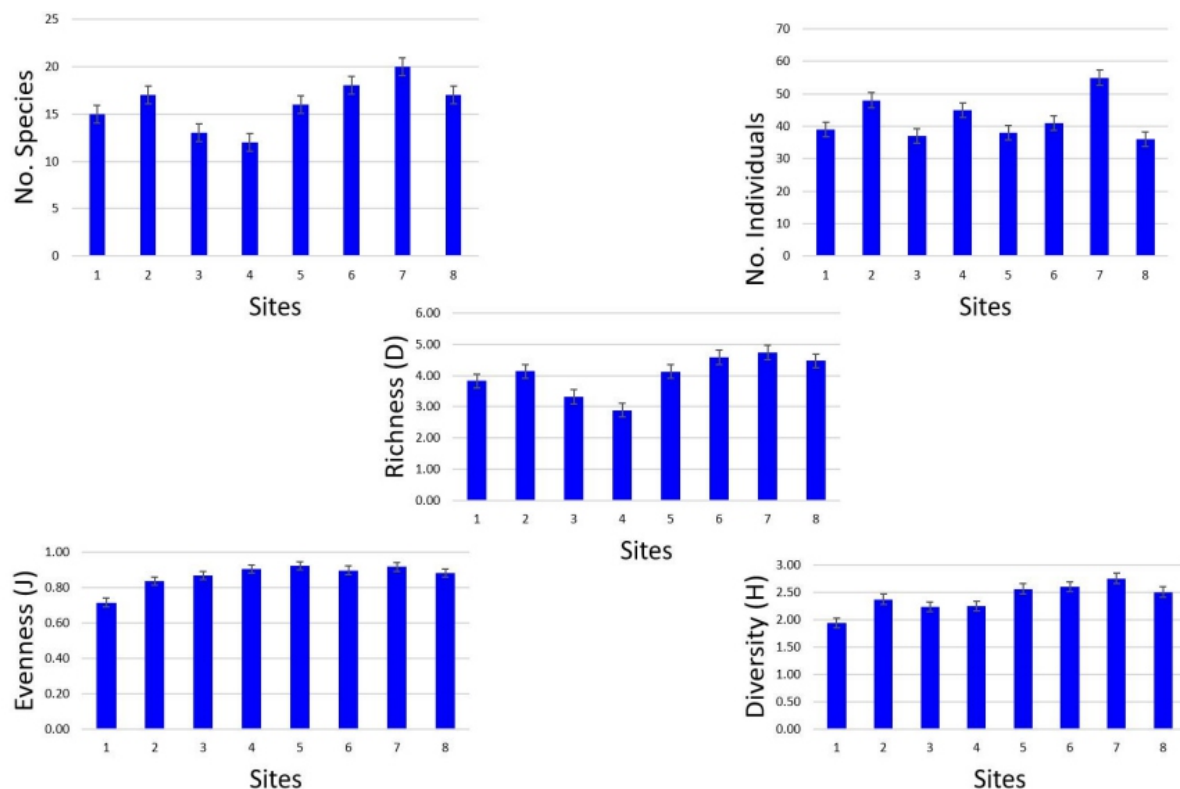 No. Species
25
20
15
10
5
0
1 2 3 4 5 6 7 8
Sites
No. Individuals
70
60
50
40
30
20
10
0
1 2 3 4 5 6 7 8
Sites
Richness (D)
6.00
5.00
4.00
3.00
2.00
1.00
0.00
1 2 3 4 5 6 7 8
Sites
Evenness (J)
1.00
0.80
0.60
0.40
0.20
0.00
1 2 3 4 5 6 7 8
Sites
Diversity (H)
3.00
2.50
2.00
1.50
1.00
0.50
0.00
1 2 3 4 5 6 7 8
Sites